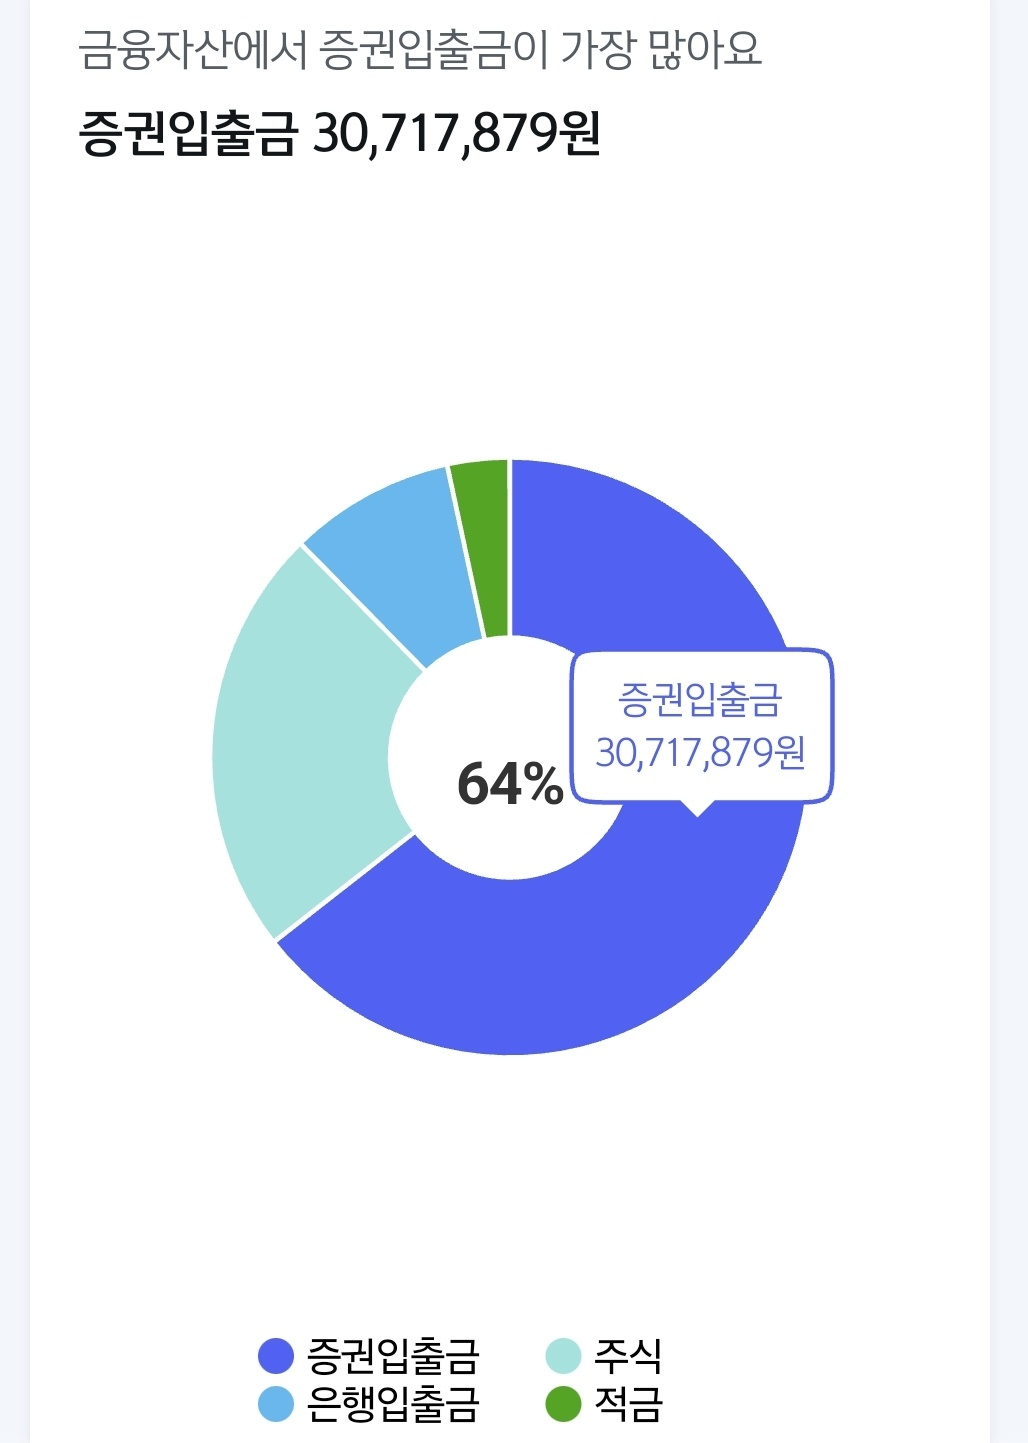 금융자산에서 증권입출금이 가장 많아요
증권입출금 30,717,879원
증권입출금
30,717,879원
64%
증권입출금 주식
은행입출금 적금